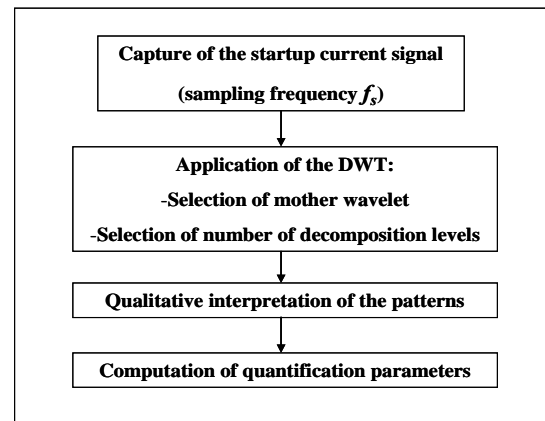 Capture of the startup current signal
(sampling frequency fs)
Application of the DWT:
-Selection of mother wavelet
-Selection of number of decomposition levels
Qualitative interpretation of the patterns
Computation of quantification parameters